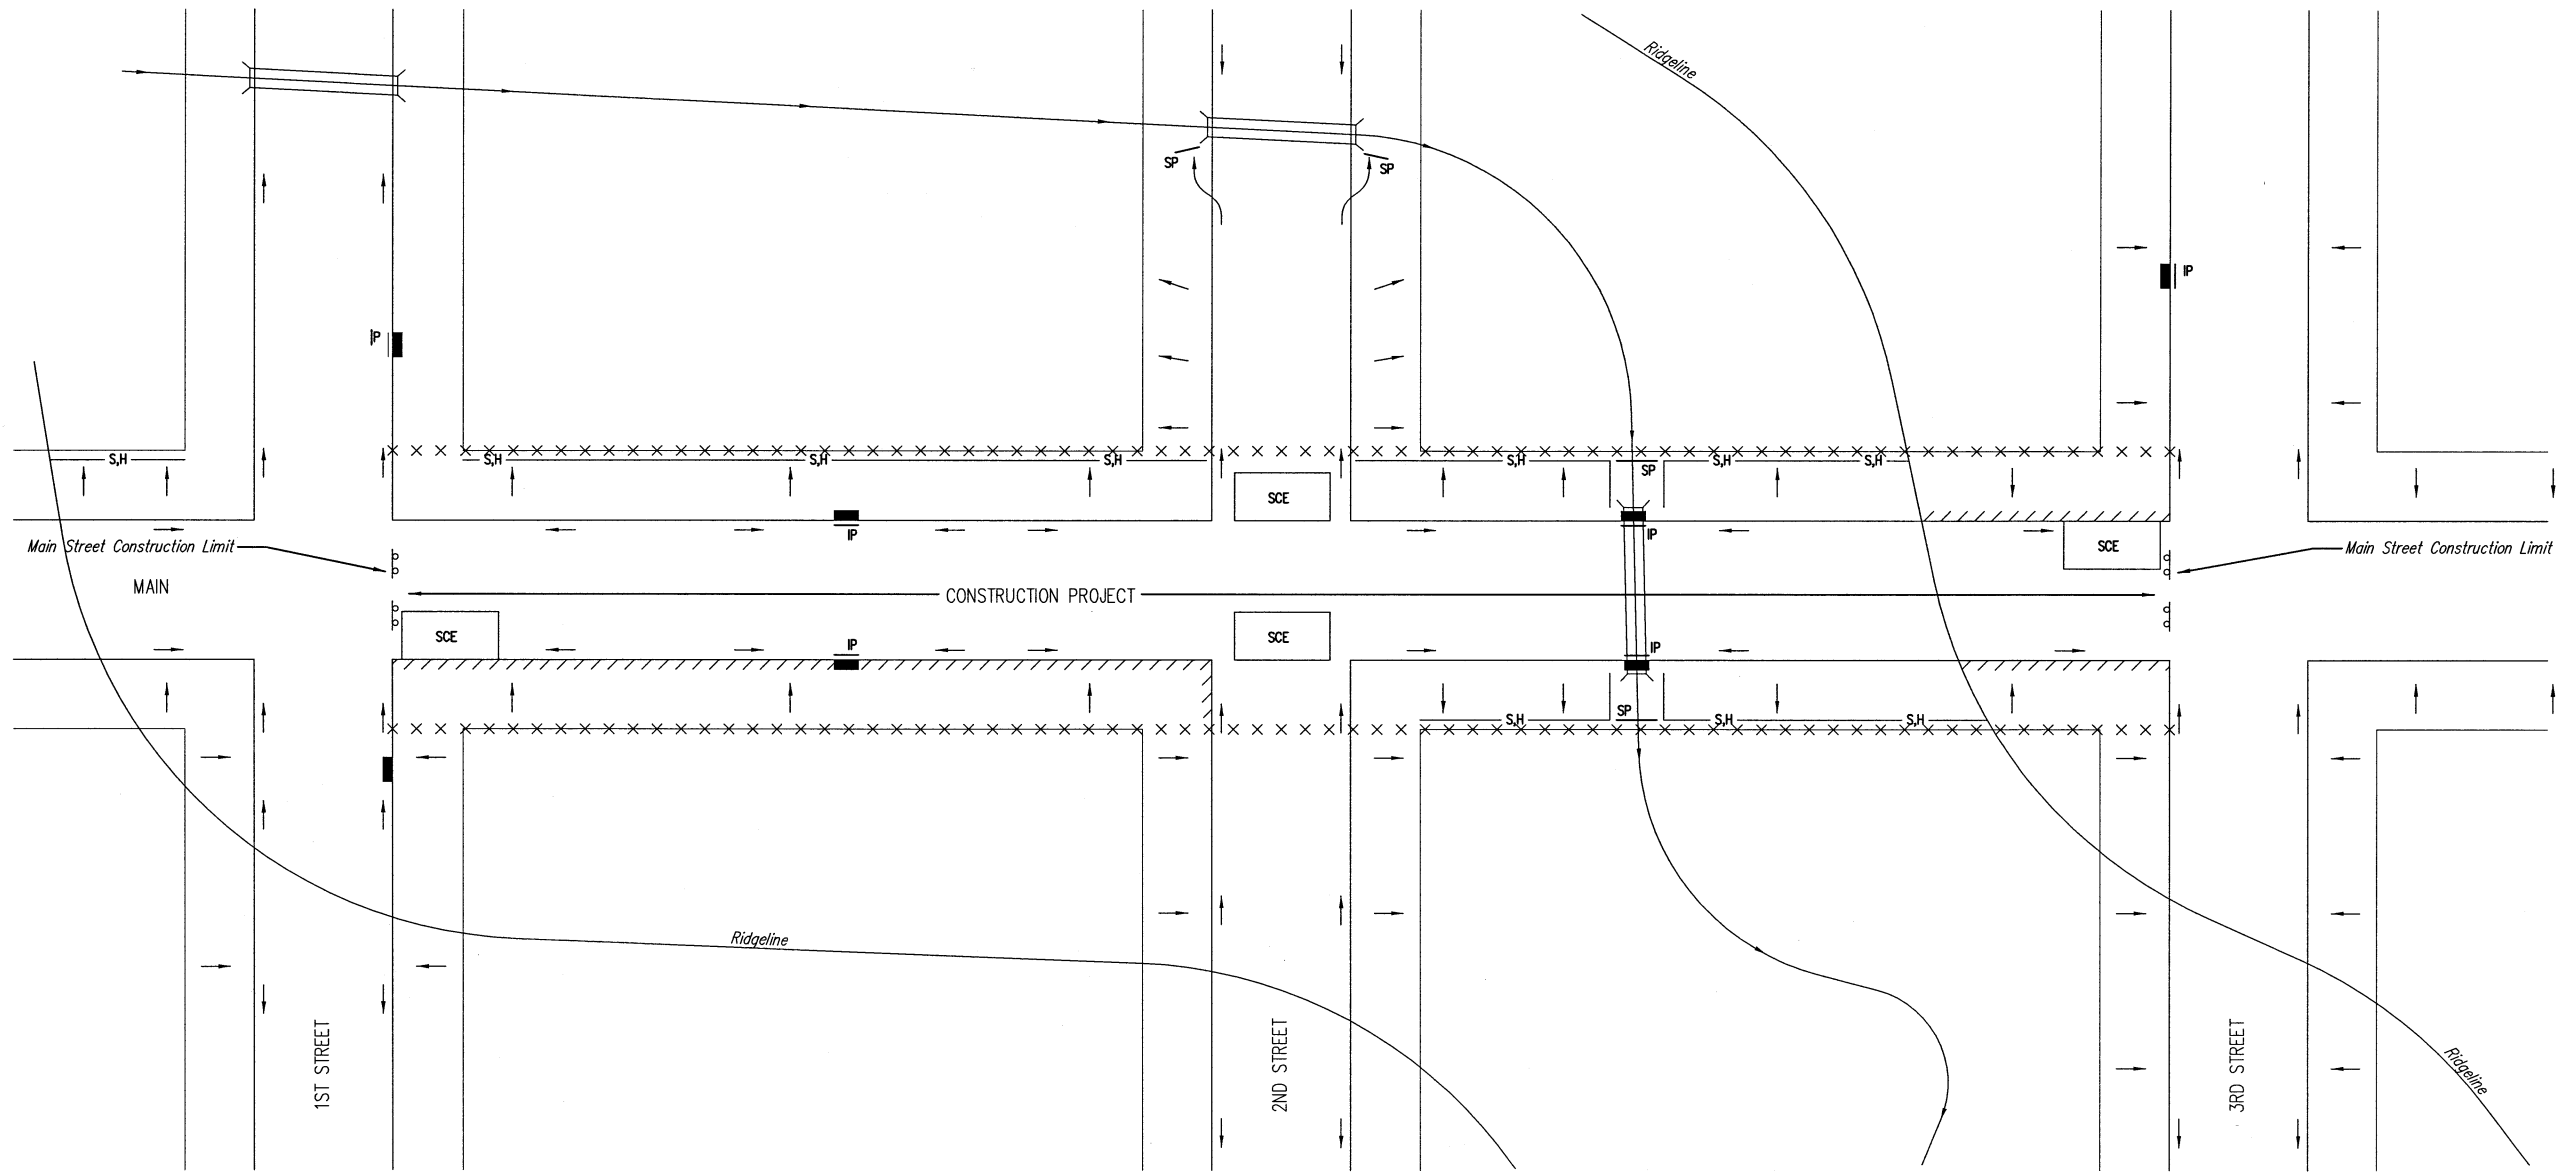 Ridgeline
SP
SP
IP
IP
S,H
S,H
S,H
S,H
S,H
SP
S,H
S,H
SCE
IP
IP
Main Street Construction Limit
SCE
Main Street Construction Limit
MAIN
CONSTRUCTION PROJECT
SCE
SCE
IP
IP
S,H
SP
S,H
S,H
Ridgeline
1ST STREET
2ND STREET
3RD STREET
Ridgeline